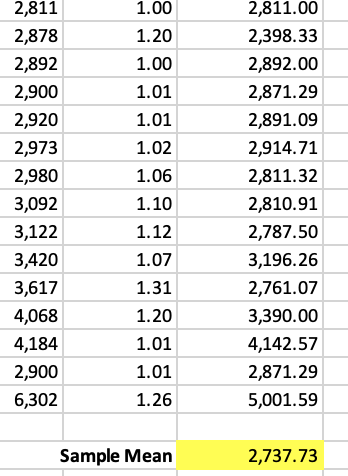 2,811 1.00 2,811.00
2,878 1.20 2,398.33
2,892 1.00 2,892.00
2,900 1.01 2,871.29
2,920 1.01 2,891.09
2,973 1.02 2,914.71
2,980 1.06 2,811.32
3,092 1.10 2,810.91
3,122 1.12 2,787.50
3,420 1.07 3,196.26
3,617 1.31 2,761.07
4,068 1.20 3,390.00
4,184 1.01 4,142.57
2,900 1.01 2,871.29
6,302 1.26 5,001.59
Sample Mean 2,737.73